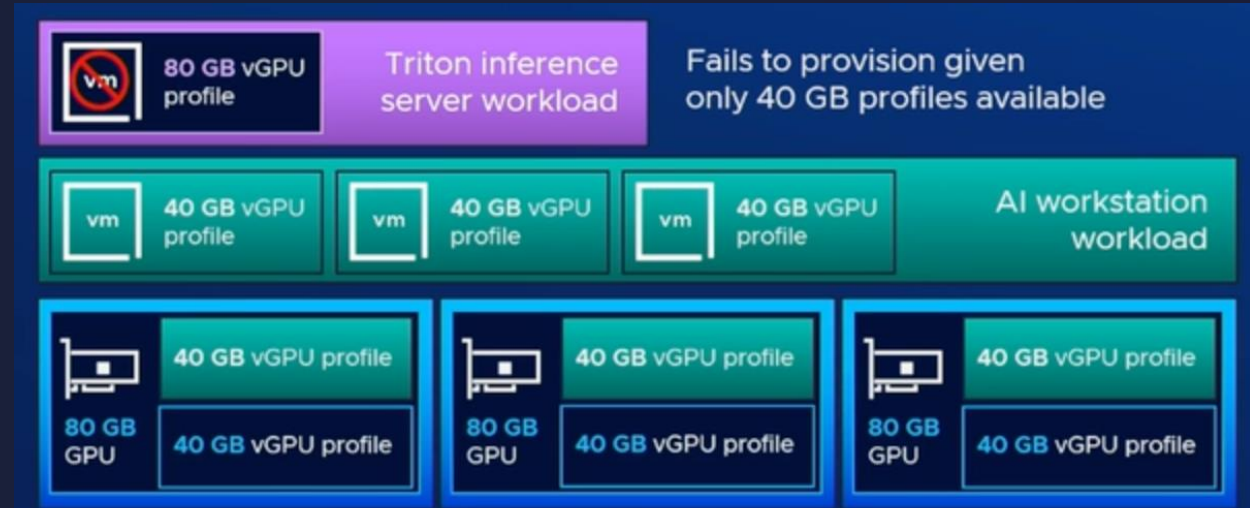 vm
80 GB vGPU
profile
Triton inference
server workload
Fails to provision given
only 40 GB profiles available
vm
40 GB vGPU
profile
vm
40 GB vGPU
profile
vm
40 GB vGPU
profile
AI workstation
workload
80 GB
GPU
40 GB vGPU profile
40 GB vGPU profile
80 GB
GPU
40 GB vGPU profile
40 GB vGPU profile
80 GB
GPU
40 GB vGPU profile
40 GB vGPU profile